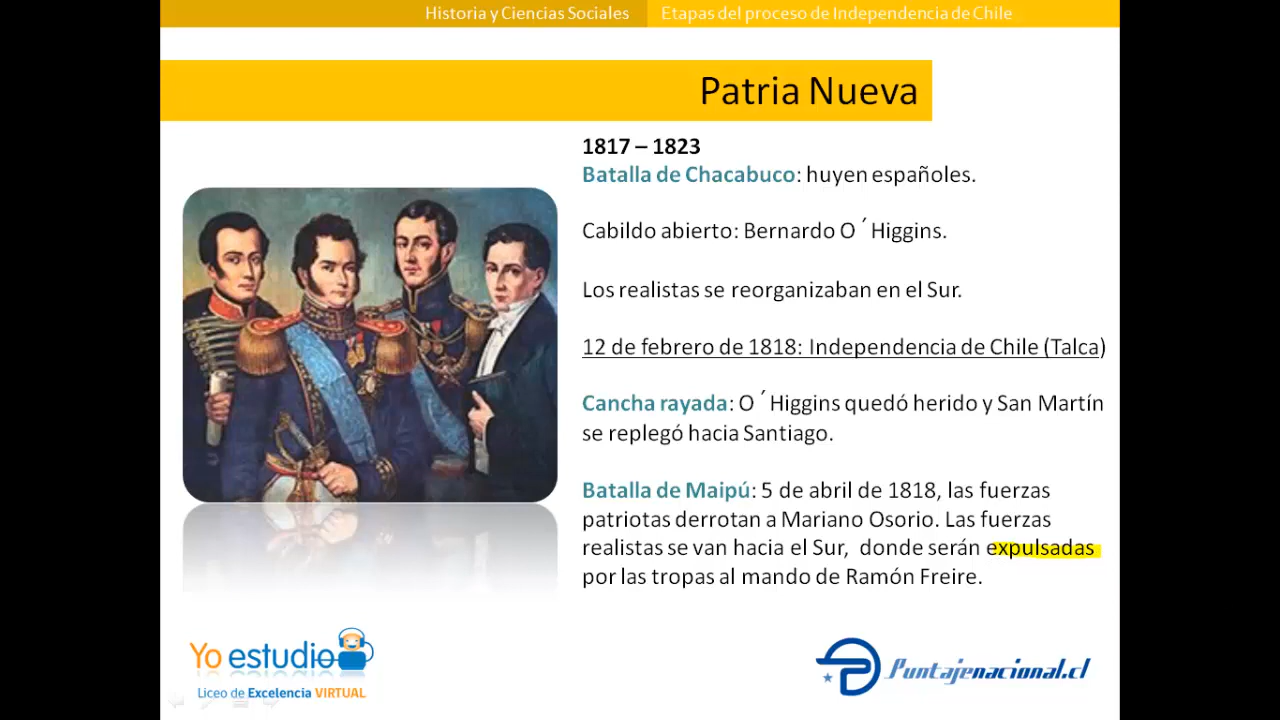 Historia y Ciencias Sociales
Etapas del proceso de Independencia de Chile
Patria Nueva
1817 – 1823
Batalla de Chacabuco: huyen españoles.
Cabildo abierto: Bernardo O´Higgins.
Los realistas se reorganizaban en el Sur.
12 de febrero de 1818: Independencia de Chile (Talca)
Cancha rayada: O´Higgins quedó herido y San Martín
se replegó hacia Santiago.
Batalla de Maipú: 5 de abril de 1818, las fuerzas
patriotas derrotan a Mariano Osorio. Las fuerzas
realistas se van hacia el Sur, donde serán expulsadas
por las tropas al mando de Ramón Freire.
Yo estudio
Liceo de Excelencia VIRTUAL
Puntajenacional.cl